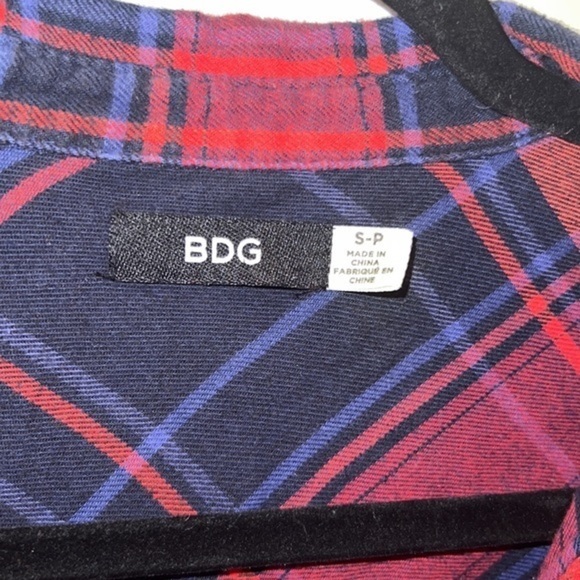 BDG
S-P
MADE IN
CHINA
FABRIQUÉ EN
CHINE